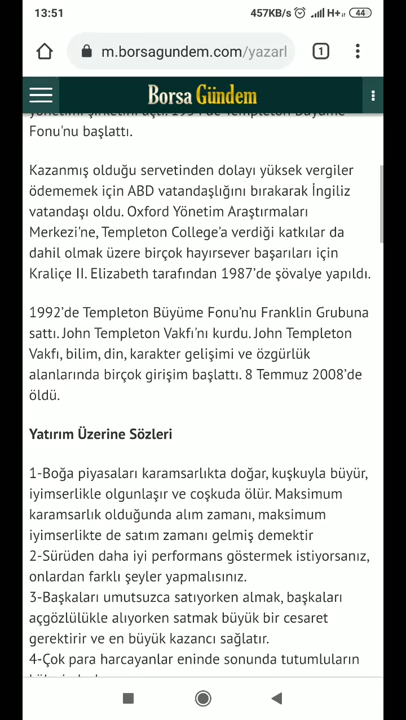 13:51
457KB/s H+ 44
m.borsagundem.com/yazarl
1
Borsa Gündem
Fonu'nu başlattı.
Kazanmış olduğu servetinden dolayı yüksek vergiler
ödememek için ABD vatandaşlığını bırakarak İngiliz
vatandaşı oldu. Oxford Yönetim Araştırmaları
Merkezi'ne, Templeton College'a verdiği katkılar da
dahil olmak üzere birçok hayırsever başarıları için
Kraliçe II. Elizabeth tarafından 1987'de şövalye yapıldı.
1992'de Templeton Büyüme Fonu'nu Franklin Grubuna
sattı. John Templeton Vakfı'nı kurdu. John Templeton
Vakfı, bilim, din, karakter gelişimi ve özgürlük
alanlarında birçok girişim başlattı. 8 Temmuz 2008'de
öldü.
Yatırım Üzerine Sözleri
1-Boğa piyasaları karamsarlıkta doğar, kuşkuyla büyür,
iyimserlikle olgunlaşır ve coşkuda ölür. Maksimum
karamsarlık olduğunda alım zamanı, maksimum
iyimserlikte de satım zamanı gelmiş demektir
2-Sürüden daha iyi performans göstermek istiyorsanız,
onlardan farklı şeyler yapmalısınız.
3-Başkaları umutsuzca satıyorken almak, başkaları
açgözlülükle alıyorken satmak büyük bir cesaret
gerektirir ve en büyük kazancı sağlatır.
4-Çok para harcayanlar eninde sonunda tutumluların